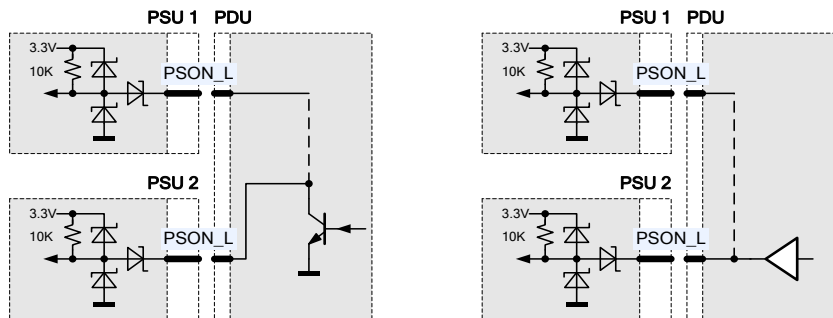 PSU 1 PDU PSU 1 PDU
3.3V 3.3V
10K PSON_L 10K PSON_L
PSU 2 PSU 2
3.3V 3.3V
10K PSON_L 10K PSON_L